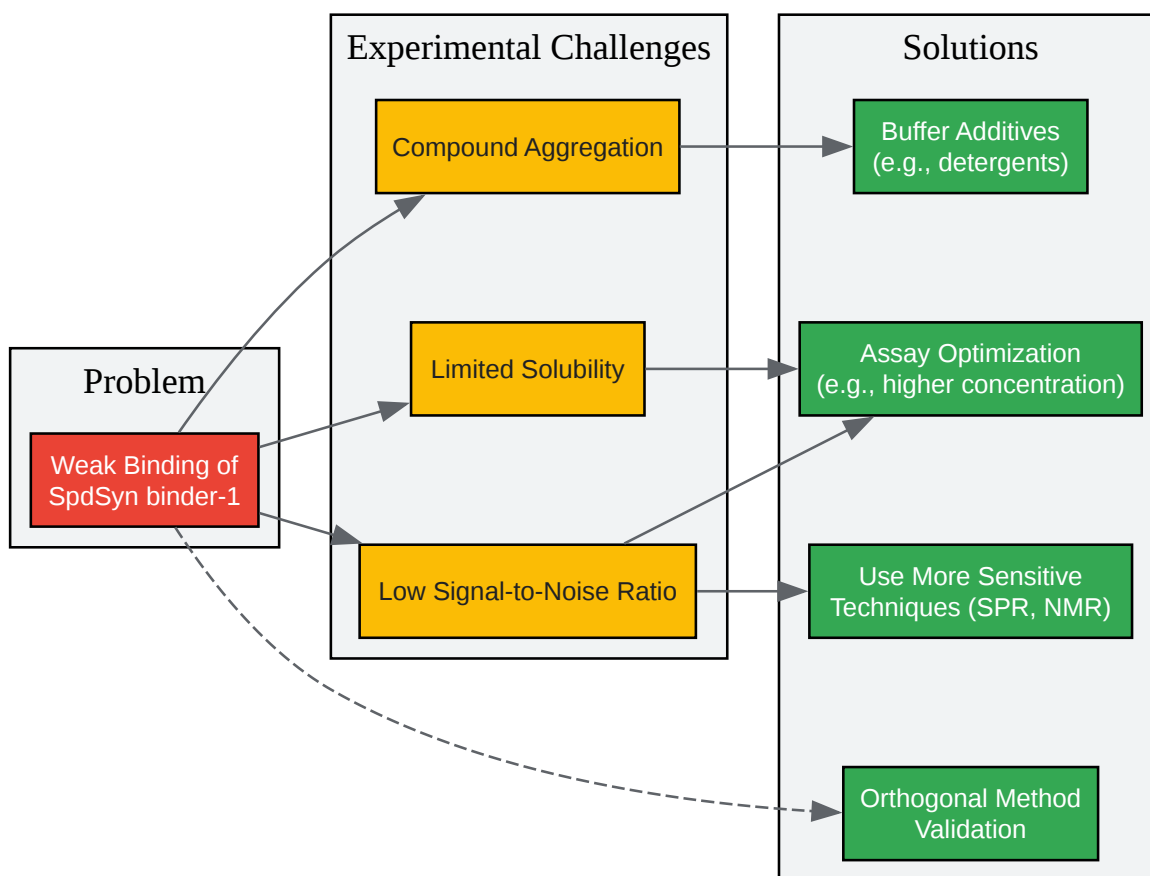 Problem
Weak Binding of
SpdSyn binder-1
Experimental Challenges
Compound Aggregation
Limited Solubility
Low Signal-to-Noise Ratio
Solutions
Buffer Additives
(e.g., detergents)
Assay Optimization
(e.g., higher concentration)
Use More Sensitive
Techniques (SPR, NMR)
Orthogonal Method
Validation